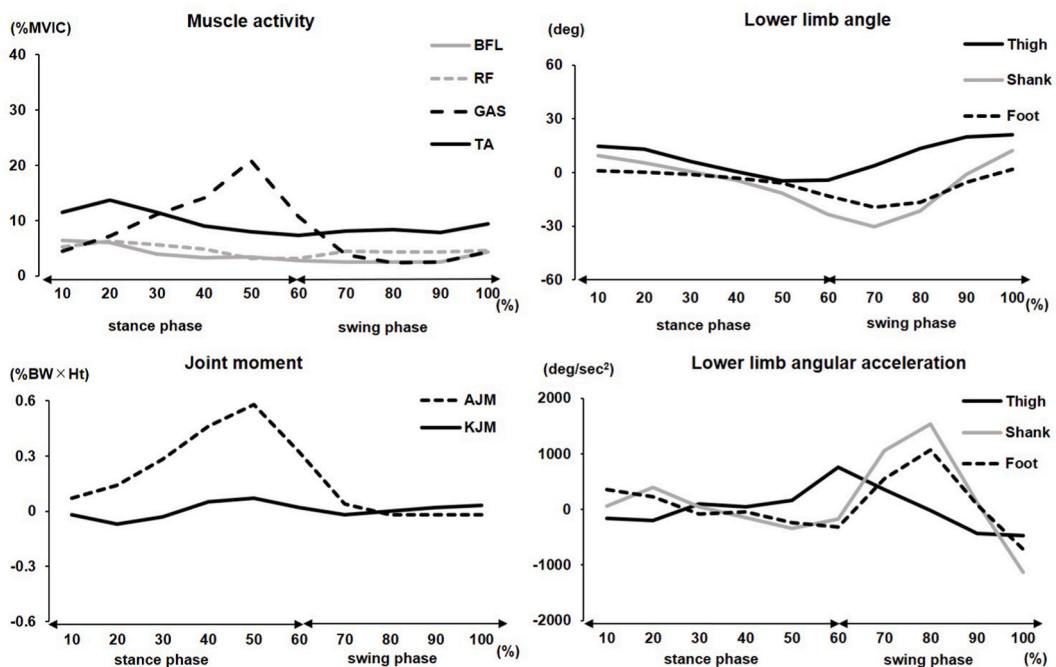 Muscle activity
(%MVIC)
40
30
20
10
0
BFL
RF
GAS
TA
10 20 30 40 50 60 70 80 90 100
(%)
stance phase swing phase
Lower limb angle
(deg)
60
30
0
-30
-60
Thigh
Shank
Foot
10 20 30 40 50 60 70 80 90 100
(%)
stance phase swing phase
Joint moment
(%BW×Ht)
0.6
0.3
0
-0.3
-0.6
AJM
KJM
10 20 30 40 50 60 70 80 90 100
(%)
stance phase swing phase
Lower limb angular acceleration
(deg/sec²)
2000
1000
0
-1000
-2000
Thigh
Shank
Foot
10 20 30 40 50 60 70 80 90 100
(%)
stance phase swing phase